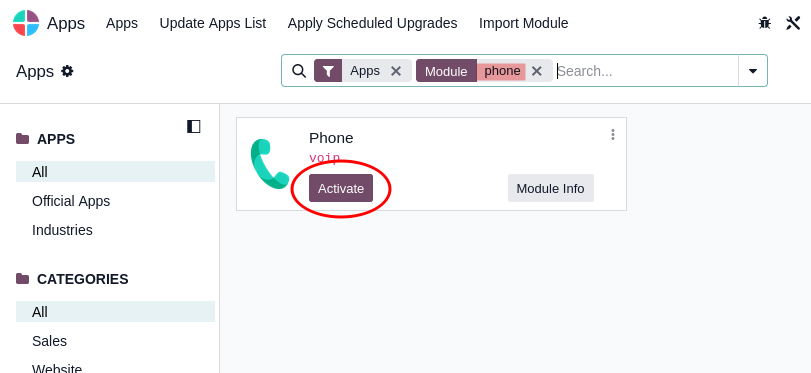 Apps Apps Update Apps List Apply Scheduled Upgrades Import Module
Apps Apps Module phone Search...
APPS
All
Official Apps
Industries
CATEGORIES
All
Sales
Website
Phone
voip
Activate Module Info